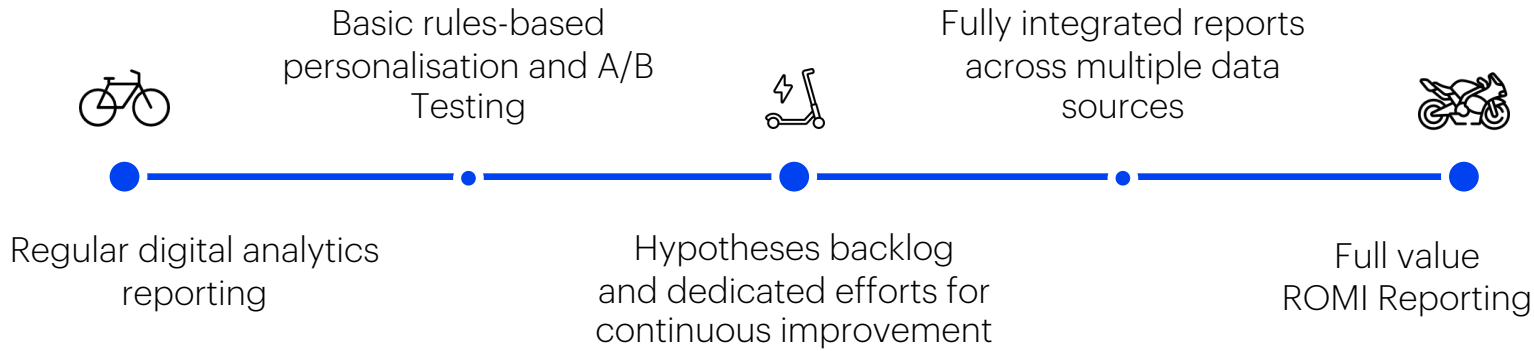 Basic rules-based
personalisation and A/B
Testing
Fully integrated reports
across multiple data
sources
Regular digital analytics
reporting
Hypotheses backlog
and dedicated efforts for
continuous improvement
Full value
ROMI Reporting